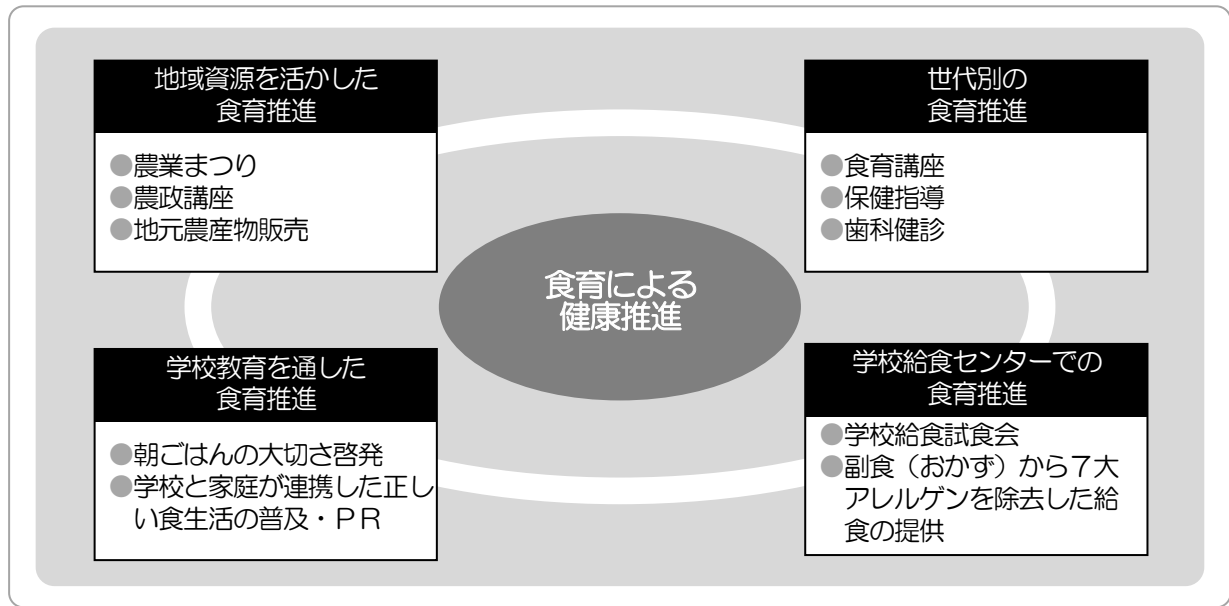 地域資源を活かした
食育推進
●農業まつり
●農政講座
●地元農産物販売
世代別の
食育推進
●食育講座
●保健指導
●歯科健診
食育による
健康推進
学校教育を通した
食育推進
●朝ごはんの大切さ啓発
●学校と家庭が連携した正し
い食生活の普及・ＰＲ
学校給食センターでの
食育推進
●学校給食試食会
●副食（おかず）から７大
アレルゲンを除去した給
食の提供